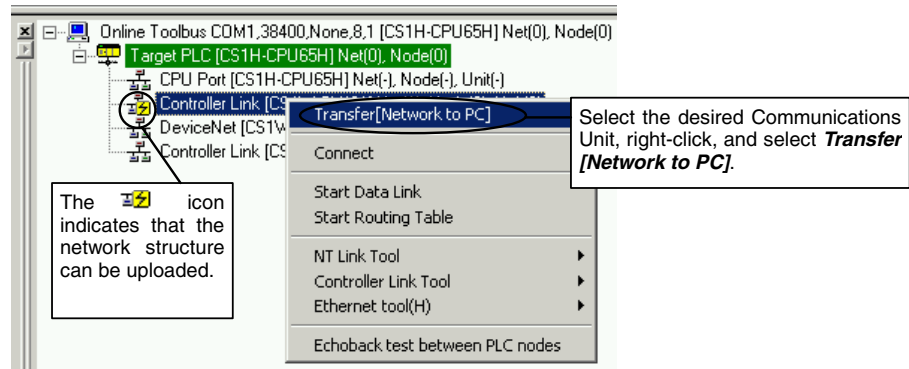 Online Toolbus COM1,38400,None,8,1 [CS1H-CPU65H] Net(0), Node(0)
Target PLC [CS1H-CPU65H] Net(0), Node(0)
CPU Port [CS1H-CPU65H] Net(-), Node(-), Unit(-)
Controller Link [CS
DeviceNet [CS1W
Controller Link [CS
Transfer[Network to PC]
Connect
Start Data Link
Start Routing Table
NT Link Tool
Controller Link Tool
Ethernet tool(H)
Echoback test between PLC nodes
Select the desired Communications
Unit, right-click, and select Transfer
[Network to PC].
The icon
indicates that the
network structure
can be uploaded.